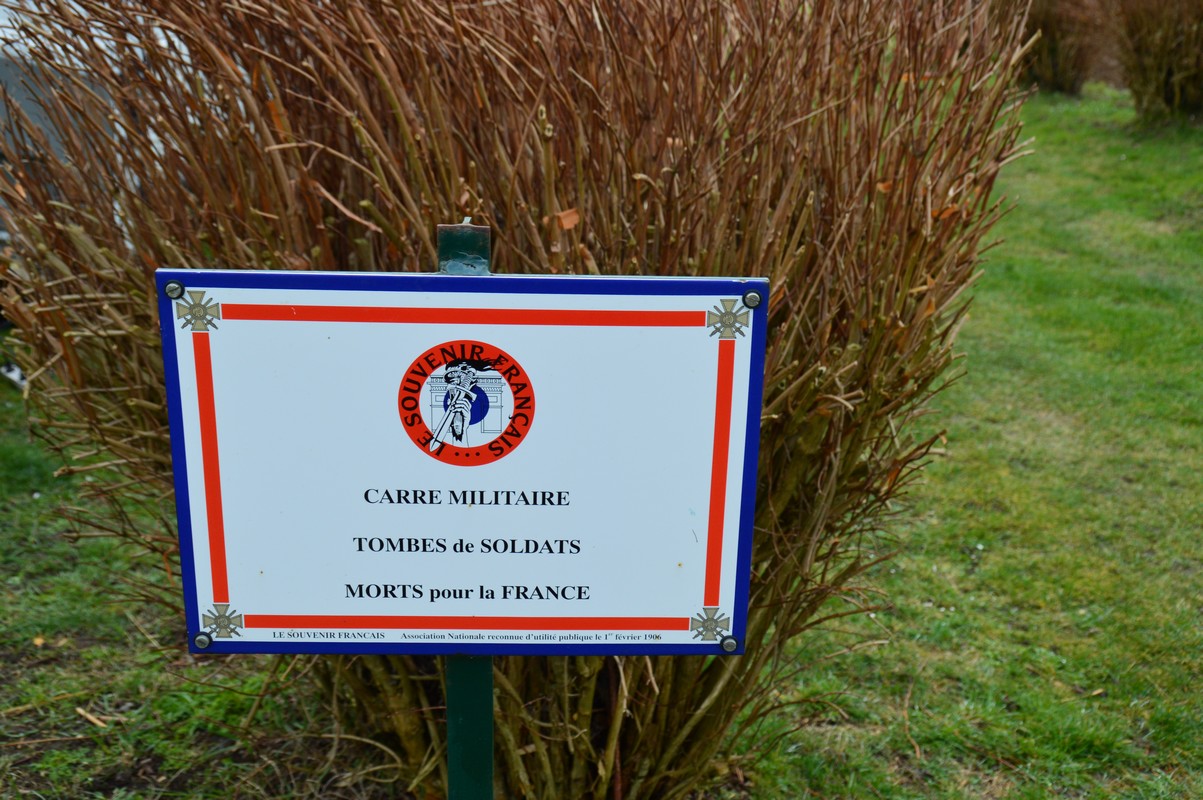 LE SOUVENIR FRANÇAIS ...
CARRE MILITAIRE
TOMBES de SOLDATS
MORTS pour la FRANCE
LE SOUVENIR FRANCAIS Association Nationale reconnue d'utilité publique le 1er février 1906